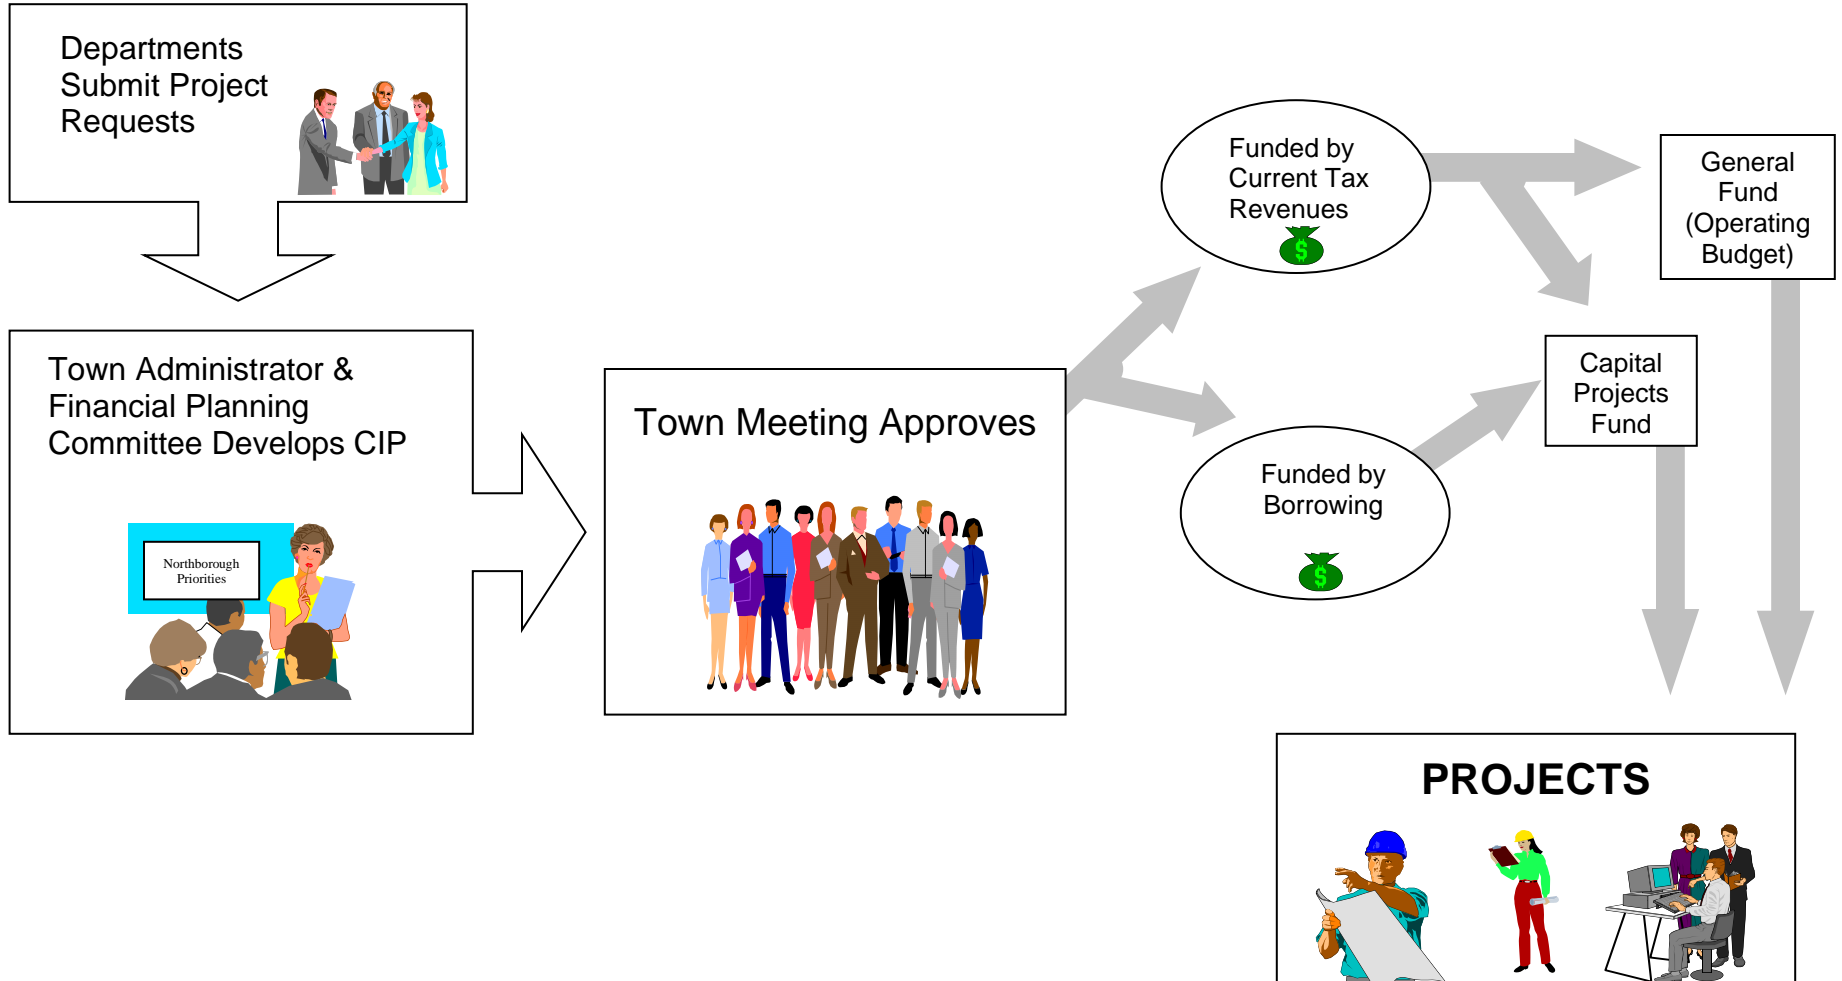 Departments
Submit Project
Requests
Town Administrator &
Financial Planning
Committee Develops CIP
Northborough
Priorities
Town Meeting Approves
Funded by
Current Tax
Revenues
$
Funded by
Borrowing
$
General
Fund
(Operating
Budget)
Capital
Projects
Fund
PROJECTS